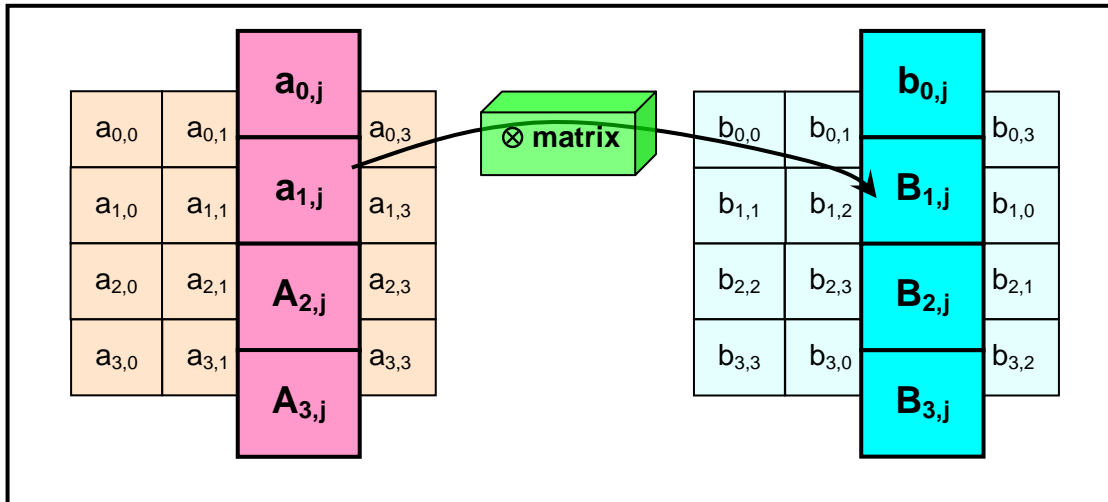 a0,j b0,j
a0,0 a0,1 a0,3 ⊗ matrix b0,0 b0,1 b0,3
a1,j B1,j
a1,0 a1,1 a1,3 b1,1 b1,2 b1,0
a2,0 a2,1 A2,j a2,3 b2,2 b2,3 B2,j b2,1
a3,0 a3,1 a3,3 b3,3 b3,0 b3,2
A3,j B3,j